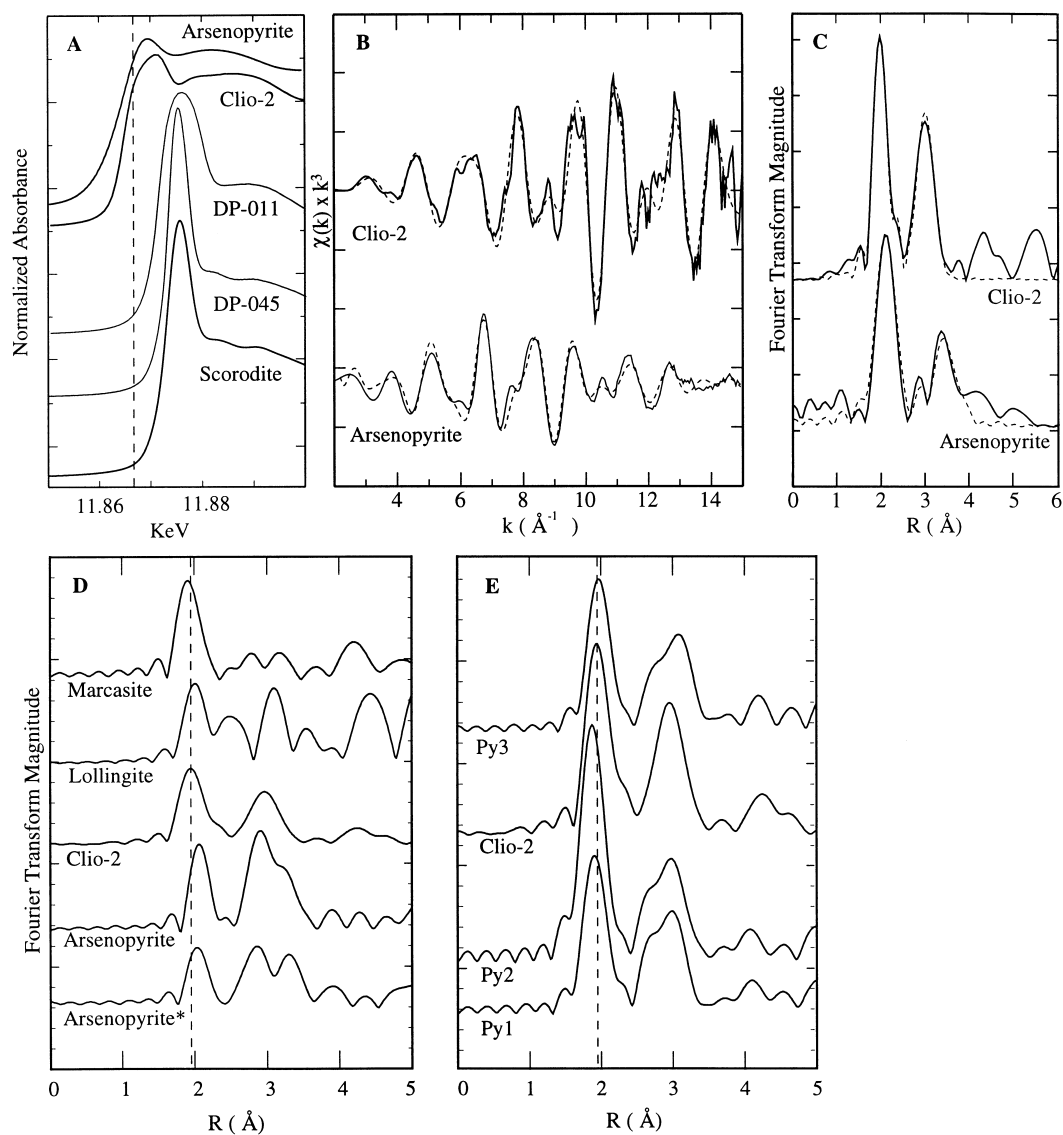 A
Arsenopyrite
Clio-2
DP-011
DP-045
Scorodite
Normalized Absorbance
11.86
11.88
KeV
B
χ(k) x k³
Clio-2
Arsenopyrite
4
6
8
10
12
14
k ( Å⁻¹ )
C
Fourier Transform Magnitude
Clio-2
Arsenopyrite
0
1
2
3
4
5
6
R ( Å)
D
Marcasite
Lollingite
Clio-2
Arsenopyrite
Arsenopyrite*
Fourier Transform Magnitude
0
1
2
3
4
5
R ( Å)
E
Py3
Clio-2
Py2
Py1
0
1
2
3
4
5
R ( Å)